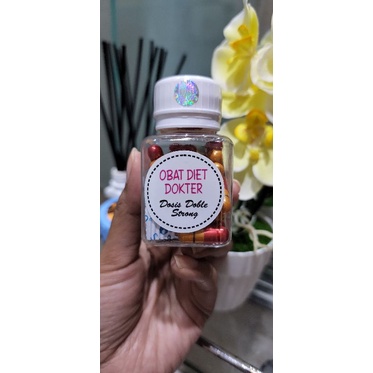 OBAT DIET
DOKTER
Dosis Doble
Strong